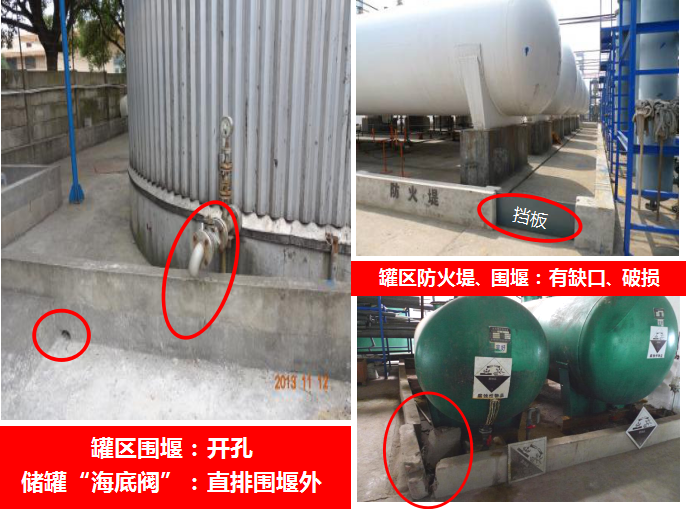 防火堤
挡板
罐区防火堤、围堰：有缺口、破损
2013 11 12
罐区围堰：开孔
储罐“海底阀”：直排围堰外